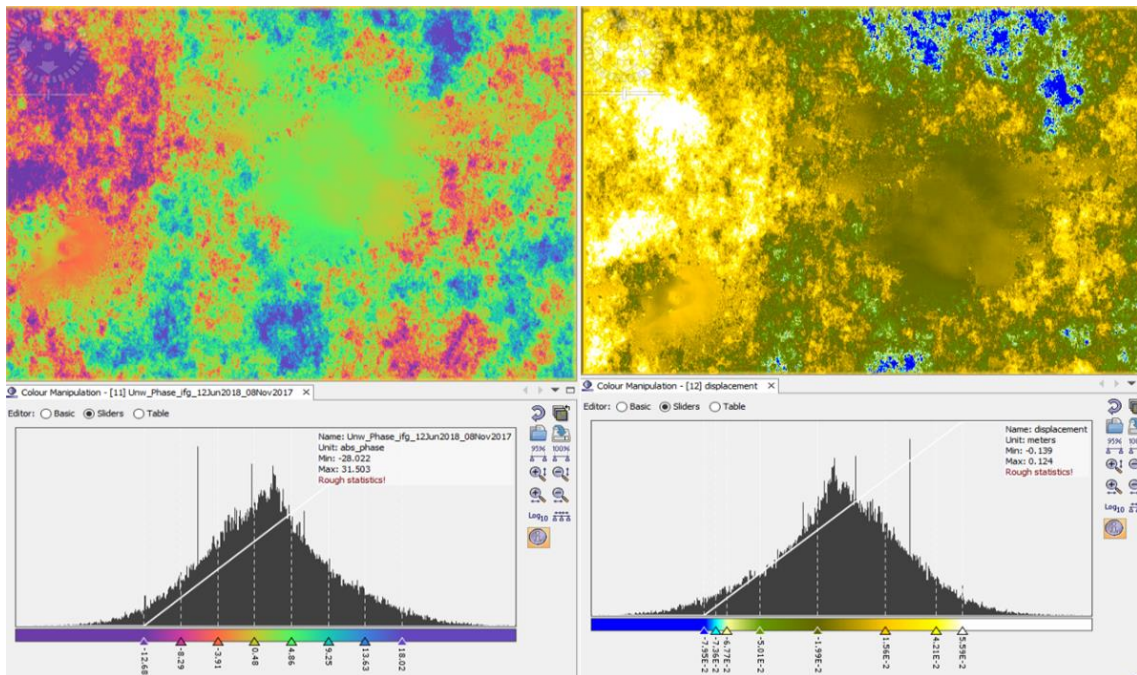 Colour Manipulation - [11] Unw_Phase_ifg_12Jun2018_08Nov2017 ×
Editor: Basic Sliders Table
Name: Unw_Phase_ifg_12Jun2018_08Nov2017
Unit: abs_phase
Min: -28.022
Max: 31.503
Rough statistics!
95% 100%
Log10
-12.68 -8.29 -3.91 0.48 4.86 9.25 13.63 18.02
Colour Manipulation - [12] displacement ×
Editor: Basic Sliders Table
Name: displacement
Unit: meters
Min: -0.139
Max: 0.124
Rough statistics!
95% 100%
Log10
-7.95E-2 -7.36E-2 -6.77E-2 -5.01E-2 -1.99E-2 1.56E-2 4.21E-2 5.59E-2